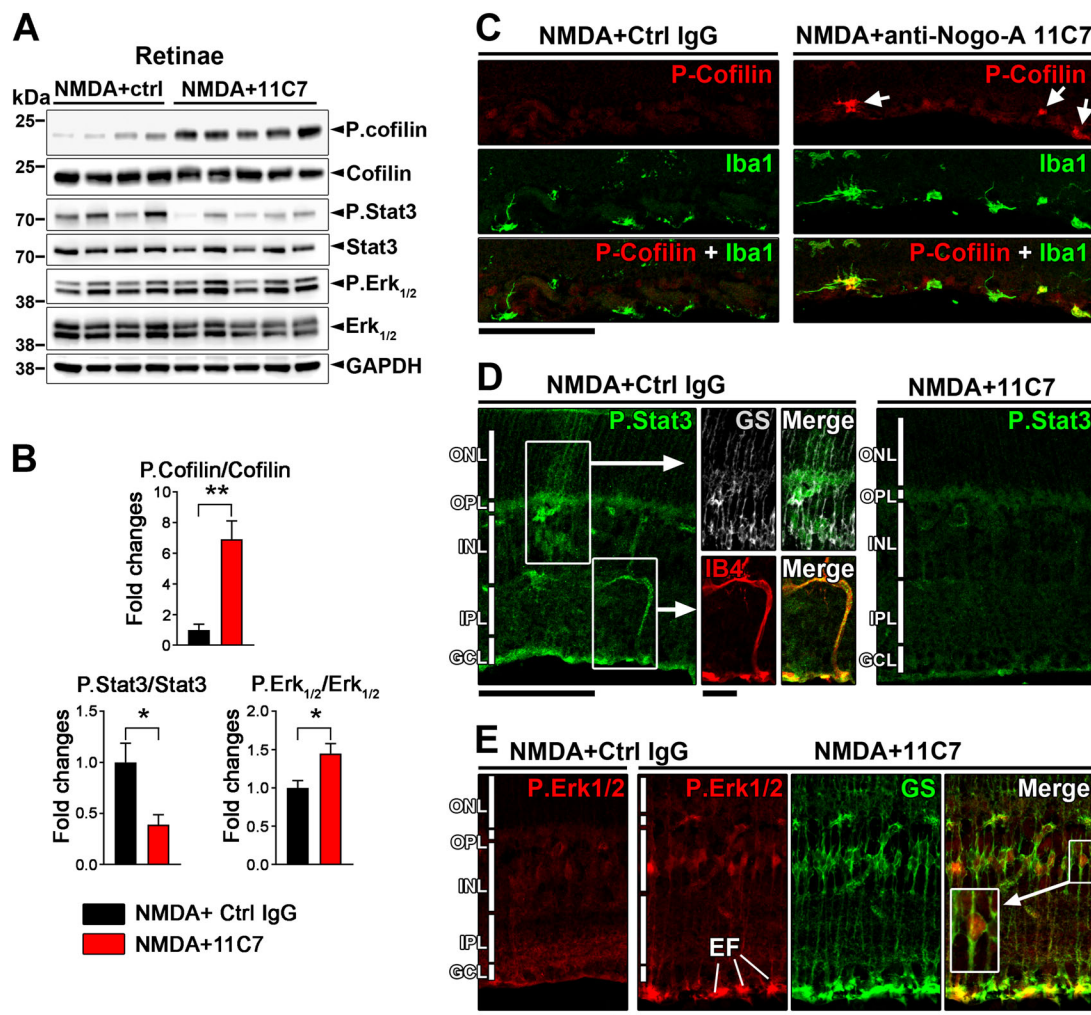 A
Retinae
NMDA+ctrl NMDA+11C7
kDa
25
P.cofilin
25
Cofilin
70
P.Stat3
70
Stat3
38
P.Erk1/2
38
Erk1/2
38
GAPDH
B
P.Cofilin/Cofilin
Fold changes
10
8
6
4
2
0
**
P.Stat3/Stat3
Fold changes
1.5
1.0
0.5
0.0
*
P.Erk1/2/Erk1/2
Fold changes
2.0
1.5
1.0
0.5
0.0
*
NMDA+ Ctrl IgG
NMDA+11C7
C
NMDA+Ctrl IgG NMDA+anti-Nogo-A 11C7
P-Cofilin P-Cofilin
Iba1 Iba1
P-Cofilin + Iba1 P-Cofilin + Iba1
D
NMDA+Ctrl IgG NMDA+11C7
P.Stat3 GS Merge P.Stat3
ONL ONL
OPL OPL
INL INL
IB4 Merge
IPL IPL
GCL GCL
E
NMDA+Ctrl IgG NMDA+11C7
P.Erk1/2 P.Erk1/2 GS Merge
ONL
OPL
INL
IPL
EF
GCL